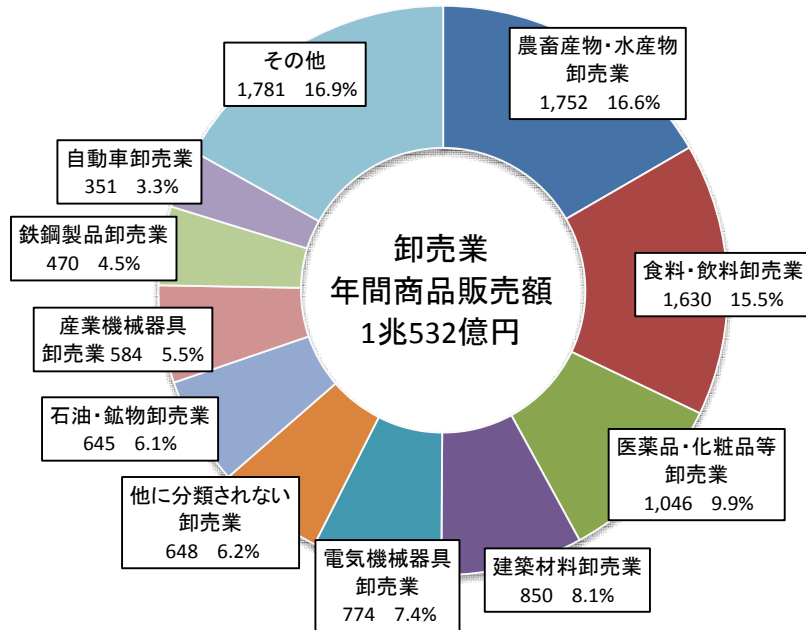 その他
1,781 16.9%
農畜産物・水産物
卸売業
1,752 16.6%
自動車卸売業
351 3.3%
鉄鋼製品卸売業
470 4.5%
卸売業
年間商品販売額
1兆532億円
食料・飲料卸売業
1,630 15.5%
産業機械器具
卸売業 584 5.5%
石油・鉱物卸売業
645 6.1%
医薬品・化粧品等
卸売業
1,046 9.9%
他に分類されない
卸売業
648 6.2%
電気機械器具
卸売業
774 7.4%
建築材料卸売業
850 8.1%